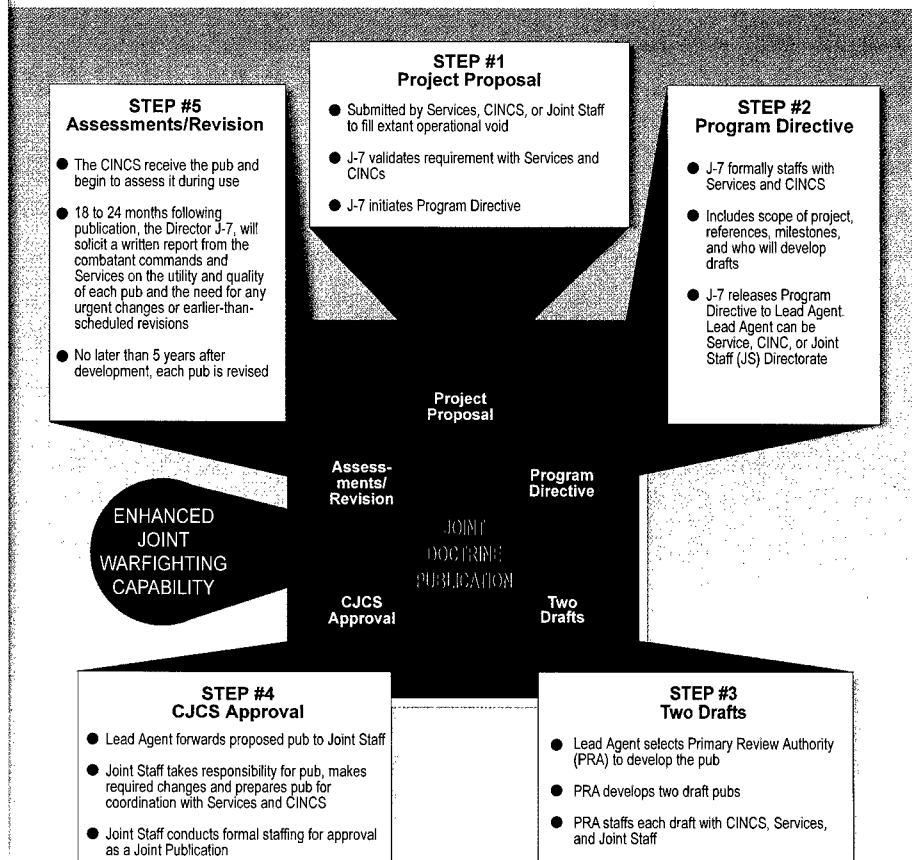 STEP #1
Project Proposal
● Submitted by Services, CINCS, or Joint Staff
to fill extant operational void
● J-7 validates requirement with Services and
CINCs
● J-7 initiates Program Directive
STEP #2
Program Directive
● J-7 formally staffs with
Services and CINCS
● Includes scope of project,
references, milestones,
and who will develop
drafts
● J-7 releases Program
Directive to Lead Agent.
Lead Agent can be
Service, CINC, or Joint
Staff (JS) Directorate
STEP #3
Two Drafts
● Lead Agent selects Primary Review Authority
(PRA) to develop the pub
● PRA develops two draft pubs
● PRA staffs each draft with CINCS, Services,
and Joint Staff
STEP #4
CJCS Approval
● Lead Agent forwards proposed pub to Joint Staff
● Joint Staff takes responsibility for pub, makes
required changes and prepares pub for
coordination with Services and CINCS
● Joint Staff conducts formal staffing for approval
as a Joint Publication
STEP #5
Assessments/Revision
● The CINCS receive the pub and
begin to assess it during use
● 18 to 24 months following
publication, the Director J-7, will
solicit a written report from the
combatant commands and
Services on the utility and quality
of each pub and the need for any
urgent changes or earlier-than-
scheduled revisions
● No later than 5 years after
development, each pub is revised
Project
Proposal
Program
Directive
Two
Drafts
CJCS
Approval
Assess-
ments/
Revision
JOINT
DOCTRINE
PUBLICATION
ENHANCED
JOINT
WARFIGHTING
CAPABILITY